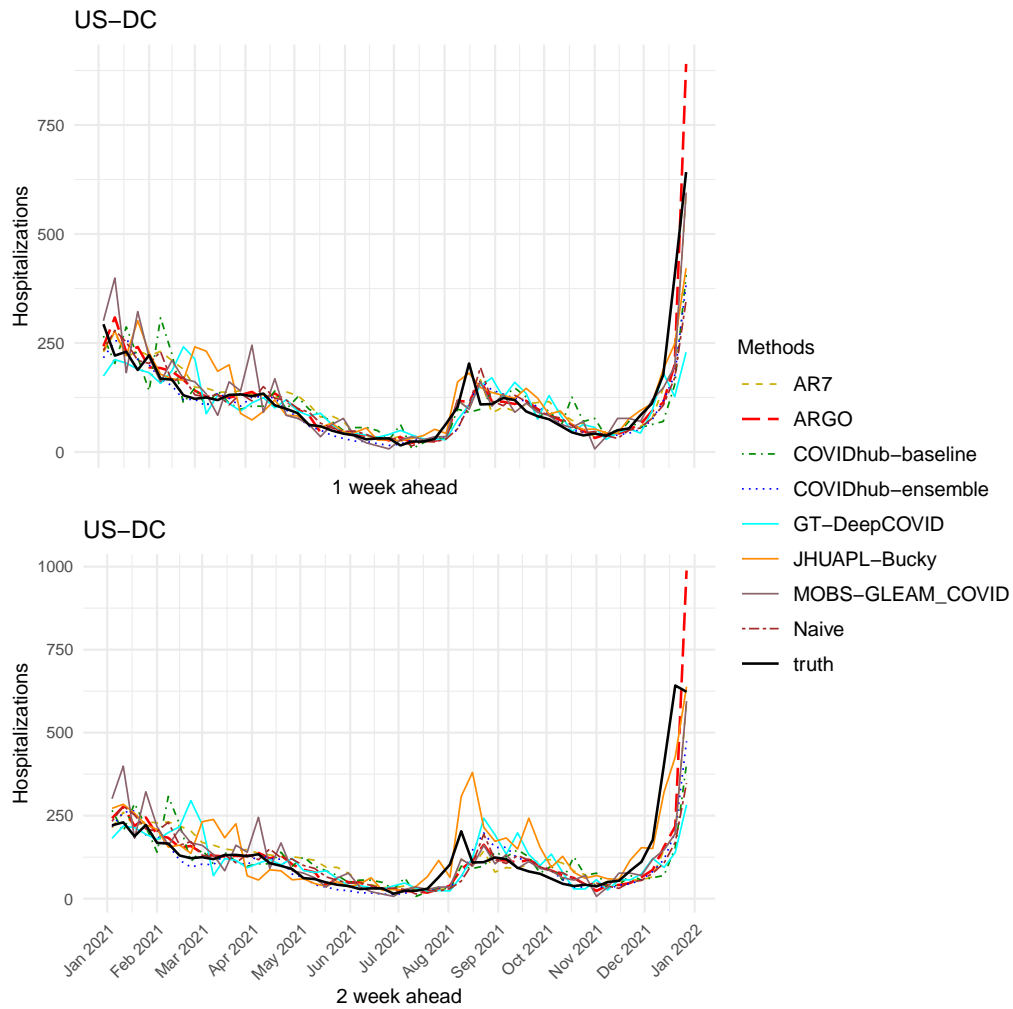 US−DC
Hospitalizations
750
500
250
0
1 week ahead
US−DC
Hospitalizations
1000
750
500
250
0
Jan 2021
Feb 2021
Mar 2021
Apr 2021
May 2021
Jun 2021
Jul 2021
Aug 2021
Sep 2021
Oct 2021
Nov 2021
Dec 2021
Jan 2022
2 week ahead
Methods
AR7
ARGO
COVIDhub−baseline
COVIDhub−ensemble
GT−DeepCOVID
JHUAPL−Bucky
MOBS−GLEAM_COVID
Naive
truth